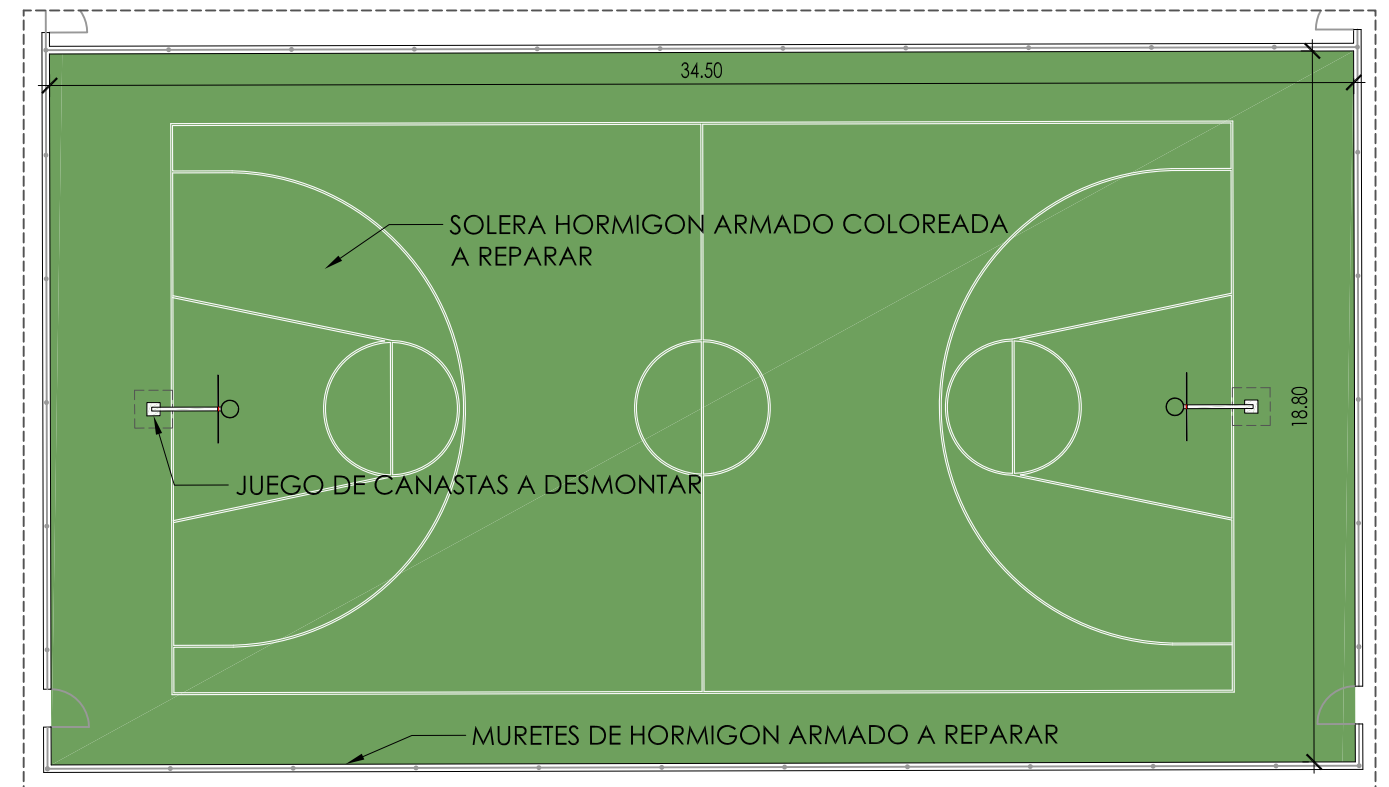 34.50
SOLERA HORMIGON ARMADO COLOREADA
A REPARAR
18.80
JUEGO DE CANASTAS A DESMONTAR
MURETES DE HORMIGON ARMADO A REPARAR